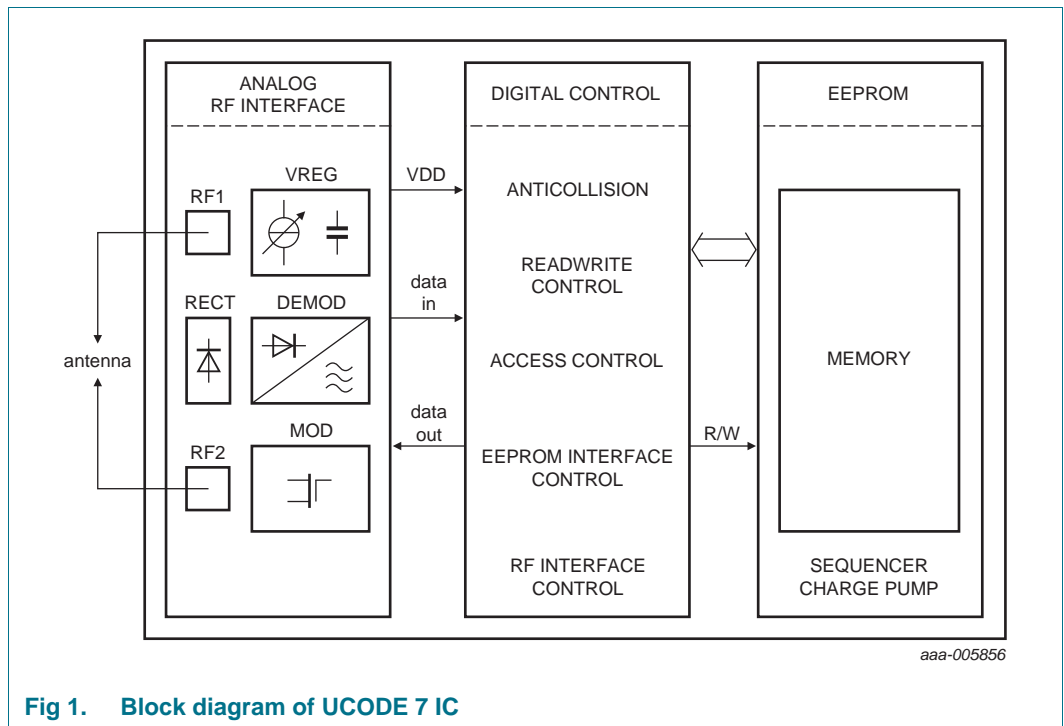 ANALOG
RF INTERFACE
DIGITAL CONTROL
EEPROM
VREG
RF1
VDD
ANTICOLLISION
READWRITE
CONTROL
data
in
RECT
DEMOD
antenna
ACCESS CONTROL
MEMORY
data
out
MOD
RF2
R/W
EEPROM INTERFACE
CONTROL
RF INTERFACE
CONTROL
SEQUENCER
CHARGE PUMP
aaa-005856
Fig 1. Block diagram of UCODE 7 IC